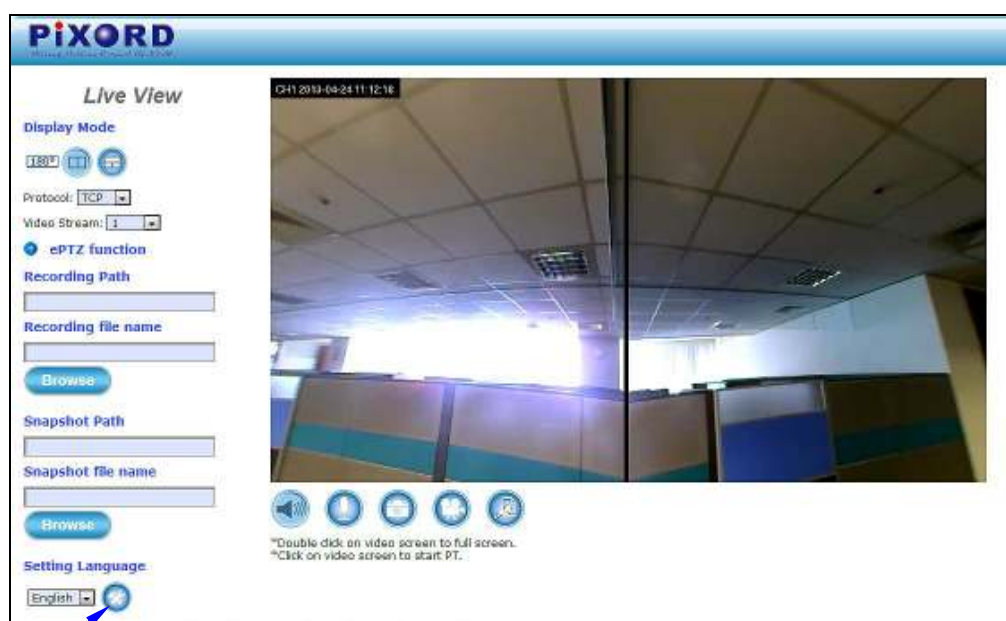 PiXORD
Live View
Display Mode
180°
Protocol: TCP
Video Stream: 1
ePTZ function
Recording Path
Recording file name
Browse
Snapshot Path
Snapshot file name
Browse
Setting Language
English
CH1 2013-04-24 11:12:18
*Double click on video screen to full screen.
*Click on video screen to start PT.